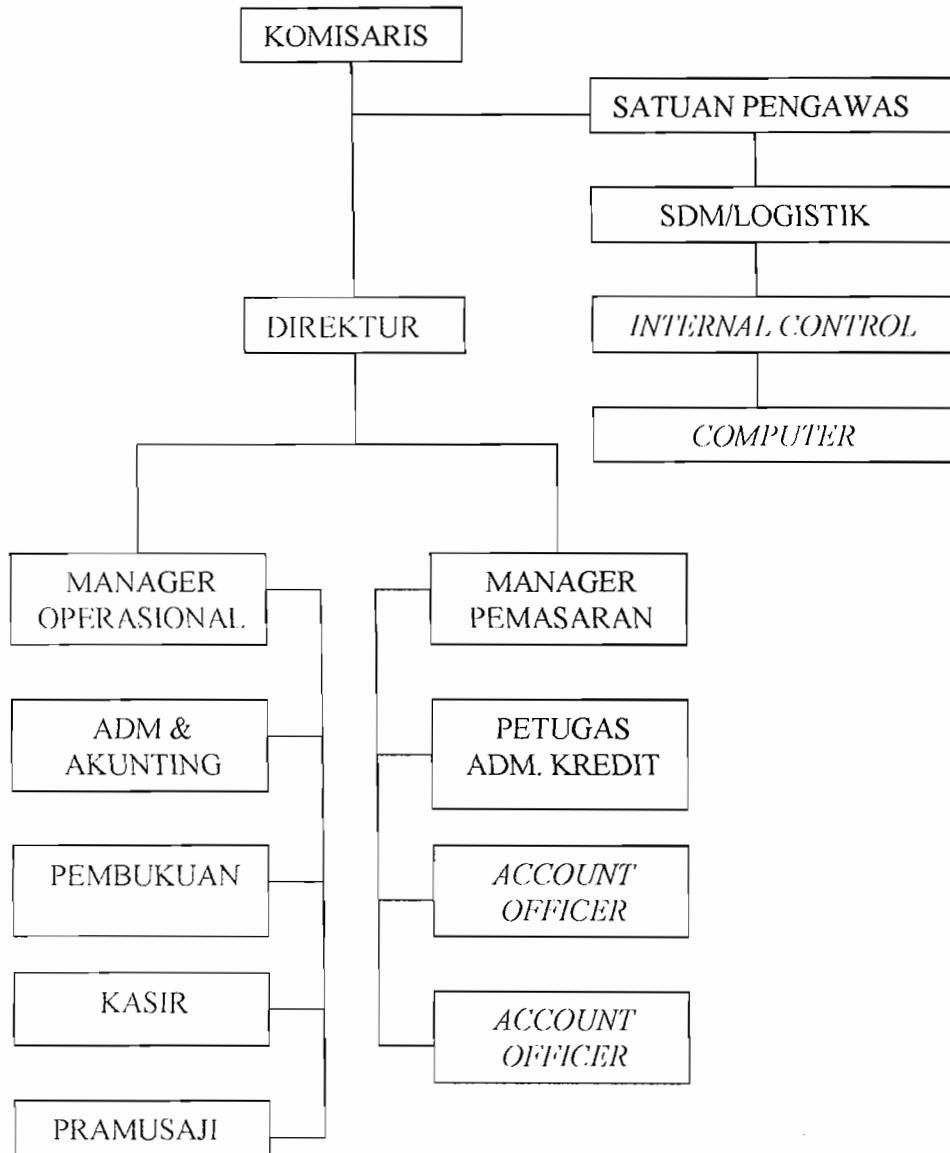 KOMISARIS
SATUAN PENGAWAS
SDM/LOGISTIK
DIREKTUR
INTERNAL CONTROL
COMPUTER
MANAGER
OPERASIONAL
MANAGER
PEMASARAN
ADM &
AKUNTING
PETUGAS
ADM. KREDIT
PEMBUKUAN
ACCOUNT
OFFICER
KASIR
ACCOUNT
OFFICER
PRAMUSAJI